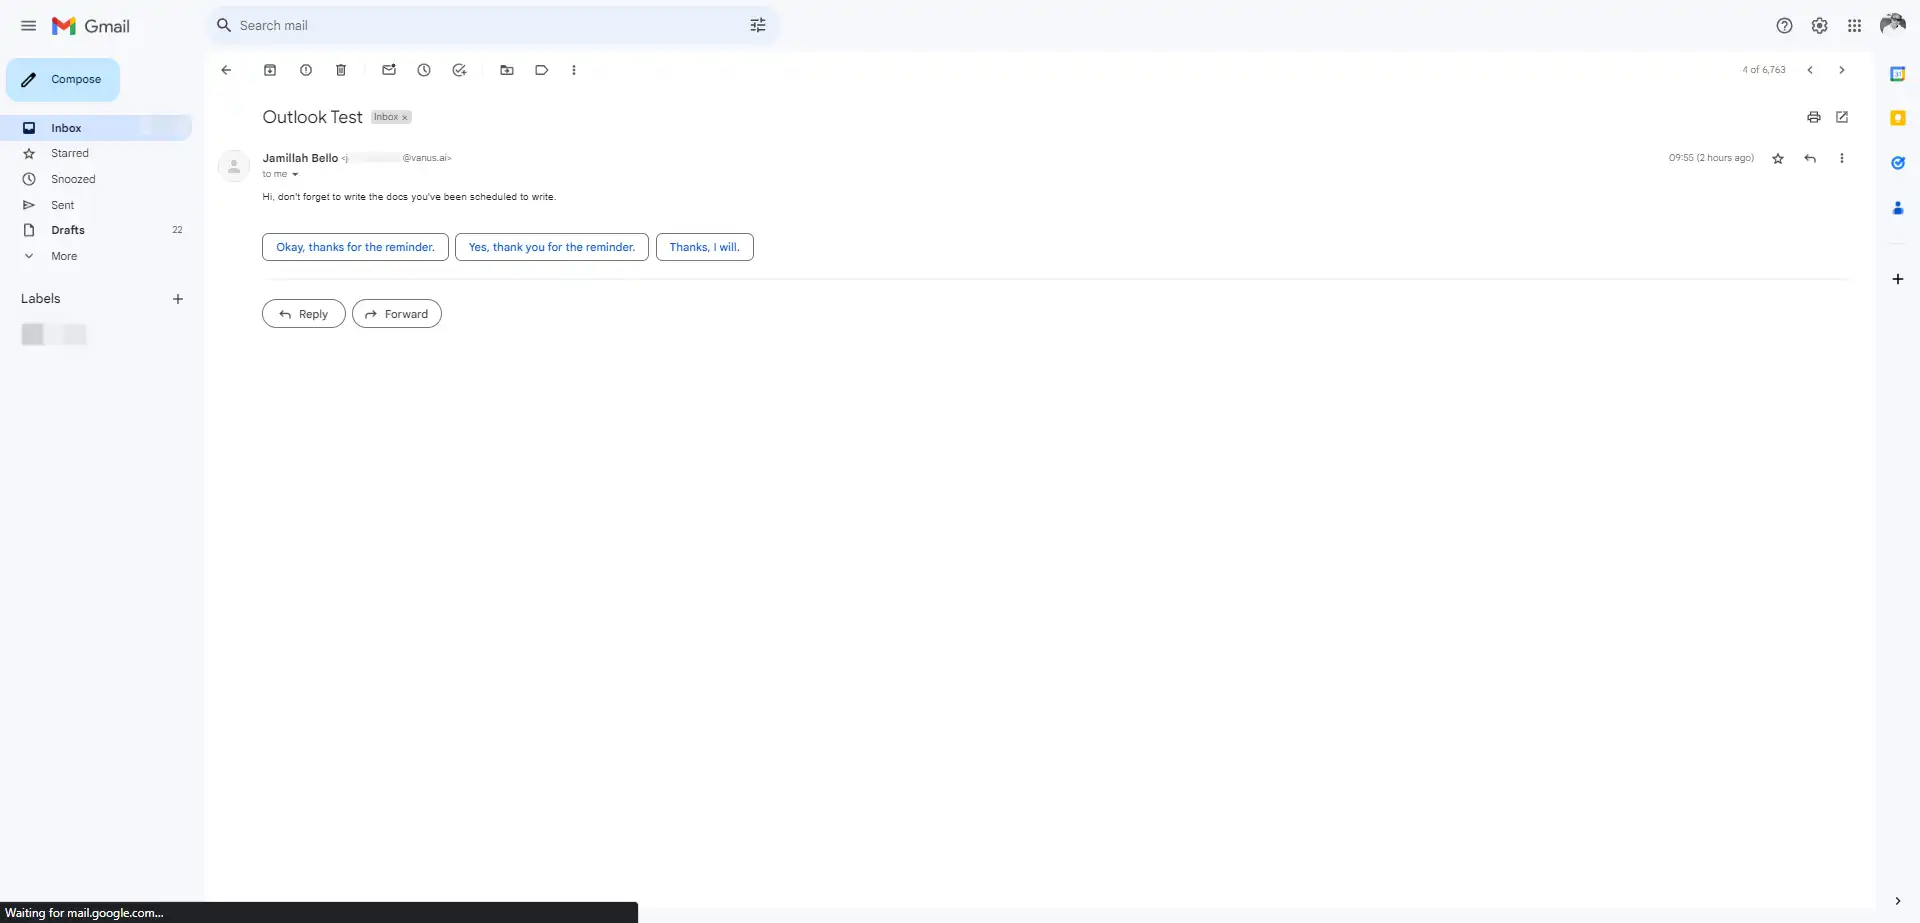 Gmail
Search mail
Compose
4 of 6,763
Outlook Test
Inbox ×
Inbox
Starred
Snoozed
Sent
Drafts 22
More
Labels
Jamillah Bello <j @vanus.ai>
09:55 (2 hours ago)
to me
Hi, don't forget to write the docs you've been scheduled to write.
Okay, thanks for the reminder.
Yes, thank you for the reminder.
Thanks, I will.
Reply
Forward
31
Waiting for mail.google.com...